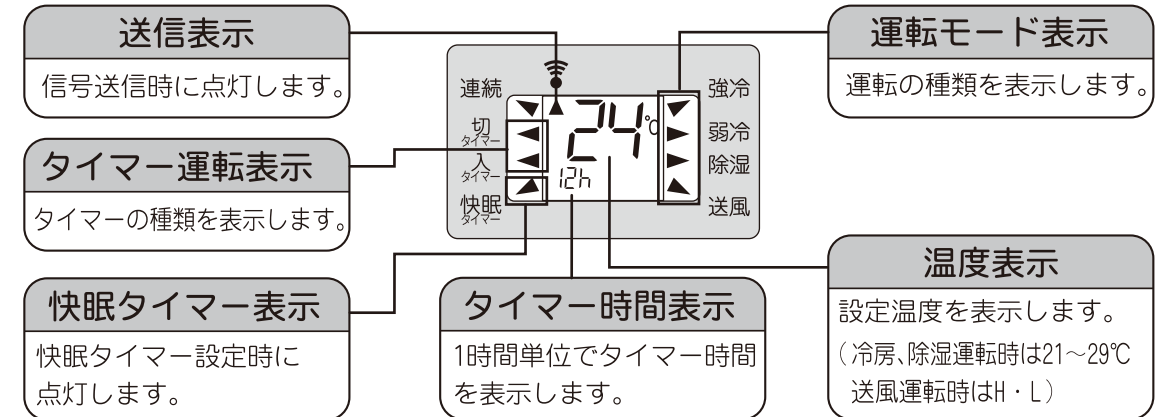 送信表示
信号送信時に点灯します。
タイマー運転表示
タイマーの種類を表示します。
快眠タイマー表示
快眠タイマー設定時に
点灯します。
連続
切
タイマー
入
タイマー
快眠
タイマー
24℃
12h
強冷
弱冷
除湿
送風
タイマー時間表示
1時間単位でタイマー時間
を表示します。
運転モード表示
運転の種類を表示します。
温度表示
設定温度を表示します。
(冷房、除湿運転時は21～29℃
送風運転時はH・L)